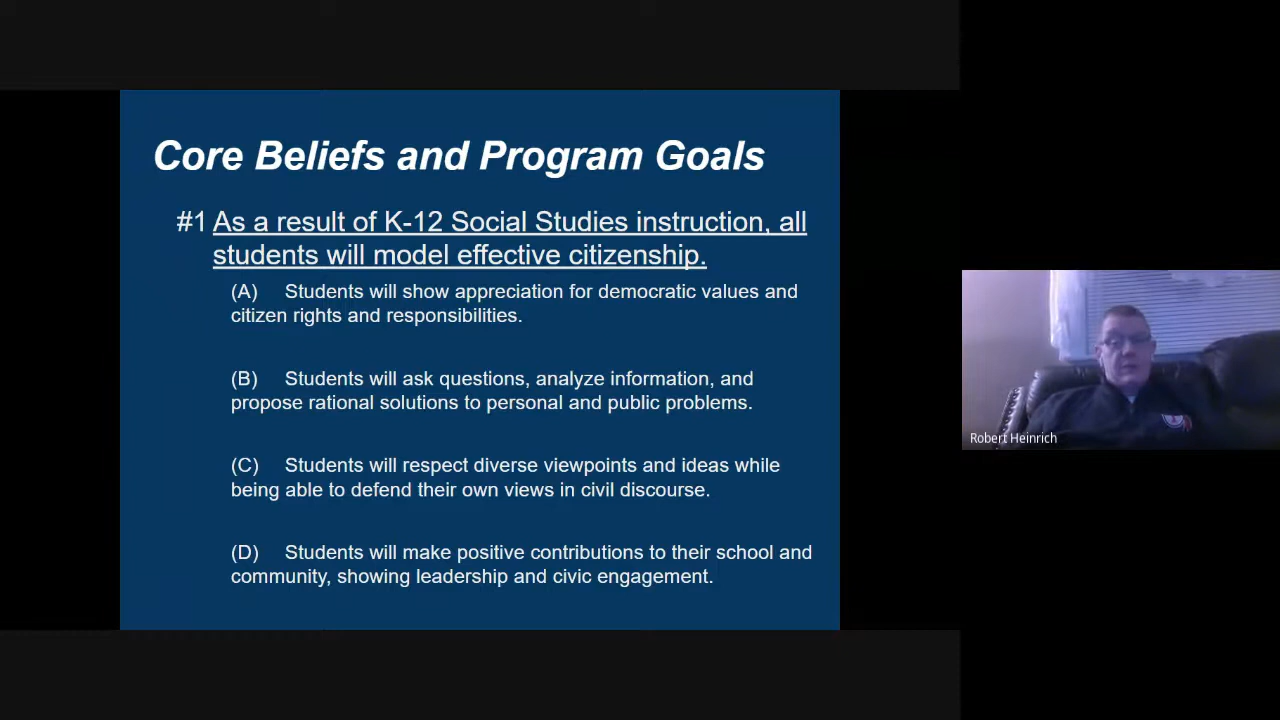 Core Beliefs and Program Goals
#1 As a result of K-12 Social Studies instruction, all
students will model effective citizenship.
(A) Students will show appreciation for democratic values and
citizen rights and responsibilities.
(B) Students will ask questions, analyze information, and
propose rational solutions to personal and public problems.
(C) Students will respect diverse viewpoints and ideas while
being able to defend their own views in civil discourse.
(D) Students will make positive contributions to their school and
community, showing leadership and civic engagement.
Robert Heinrich